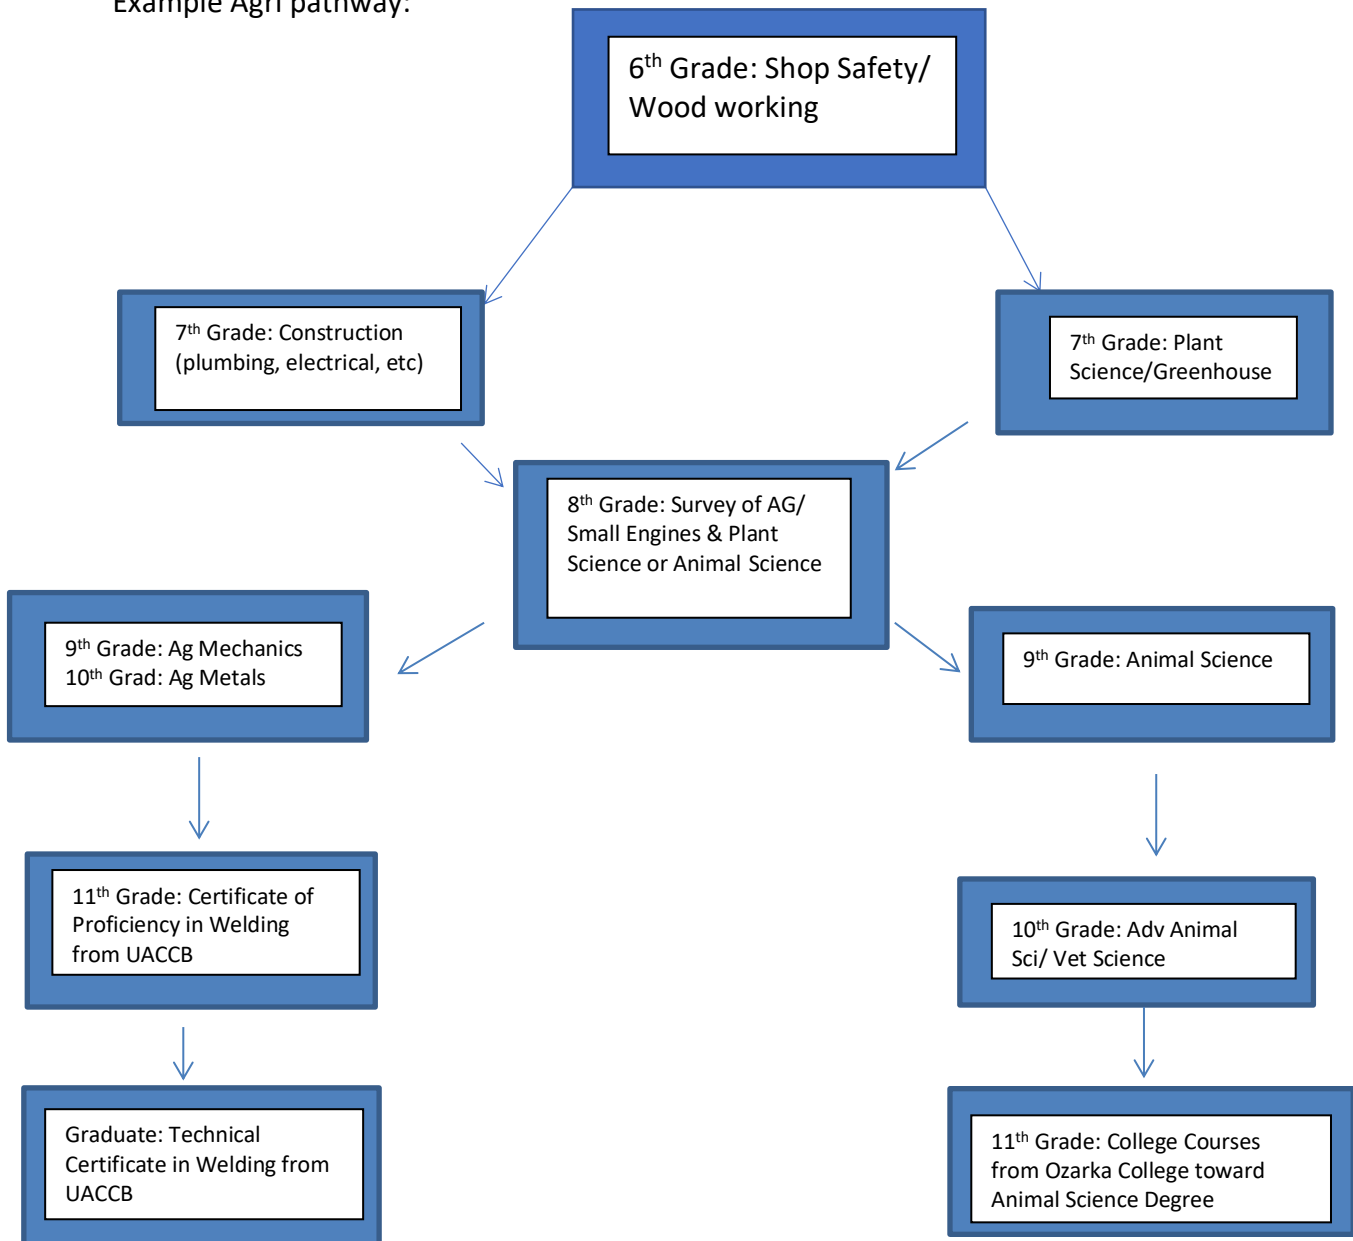 Example Agri pathway:
6th Grade: Shop Safety/
Wood working
7th Grade: Construction
(plumbing, electrical, etc)
7th Grade: Plant
Science/Greenhouse
8th Grade: Survey of AG/
Small Engines & Plant
Science or Animal Science
9th Grade: Ag Mechanics
10th Grad: Ag Metals
9th Grade: Animal Science
11th Grade: Certificate of
Proficiency in Welding
from UACCB
10th Grade: Adv Animal
Sci/ Vet Science
Graduate: Technical
Certificate in Welding from
UACCB
11th Grade: College Courses
from Ozarka College toward
Animal Science Degree